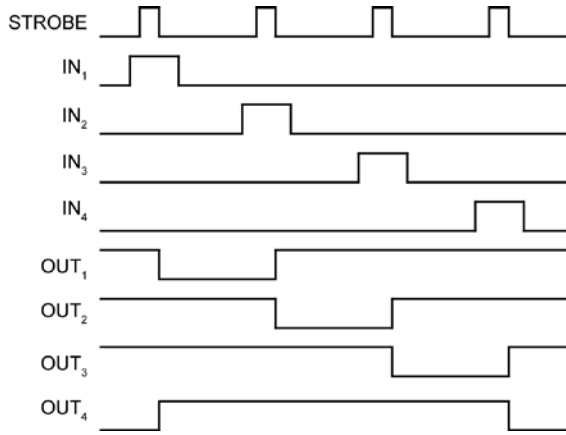 STROBE
IN₁
IN₂
IN₃
IN₄
OUT₁
OUT₂
OUT₃
OUT₄